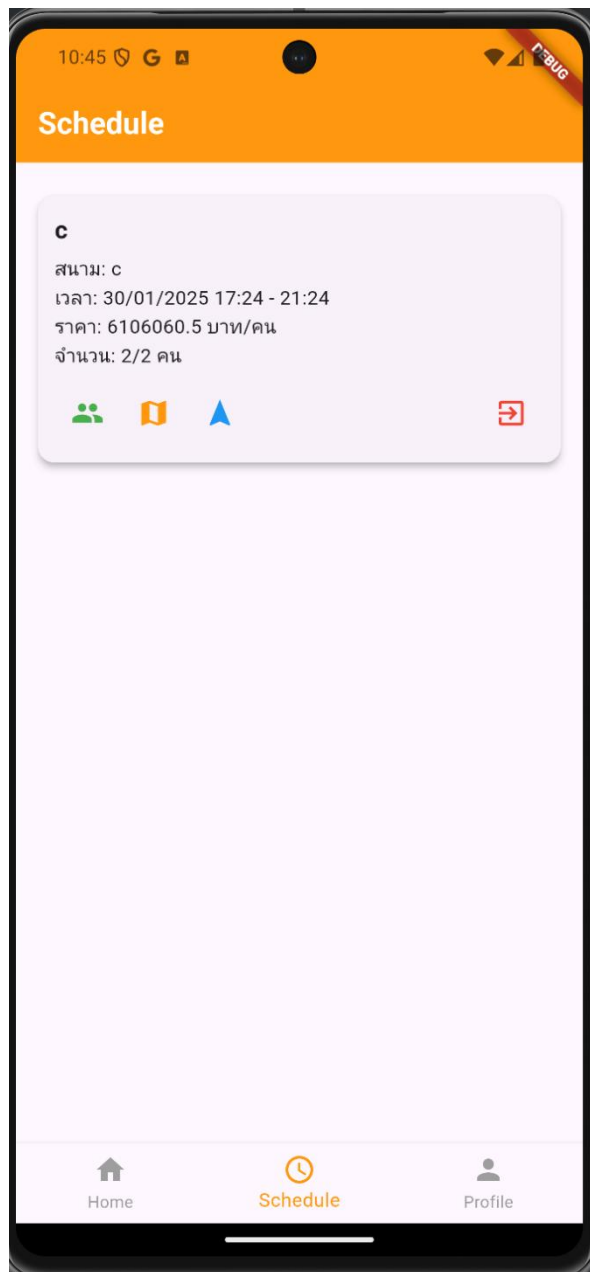 10:45 G A
DEBUG
Schedule
c
สนาม: c
เวลา: 30/01/2025 17:24 - 21:24
ราคา: 6106060.5 บาท/คน
จำนวน: 2/2 คน
Home Schedule Profile